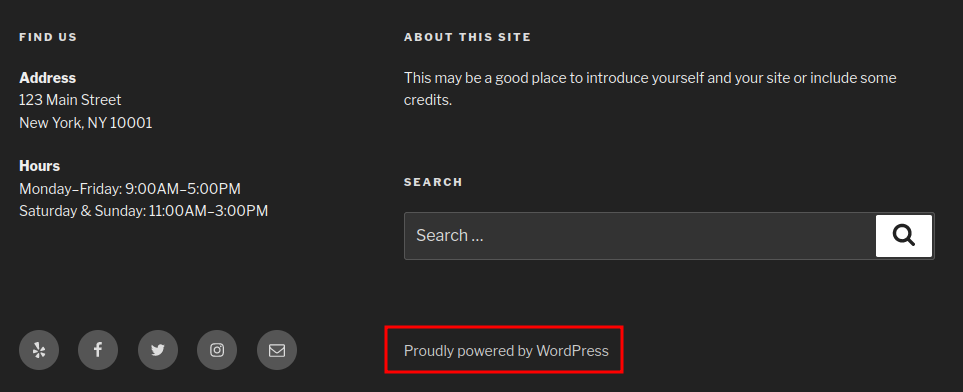 FIND US
Address
123 Main Street
New York, NY 10001
Hours
Monday–Friday: 9:00AM–5:00PM
Saturday & Sunday: 11:00AM–3:00PM
ABOUT THIS SITE
This may be a good place to introduce yourself and your site or include some
credits.
SEARCH
Search …
Proudly powered by WordPress